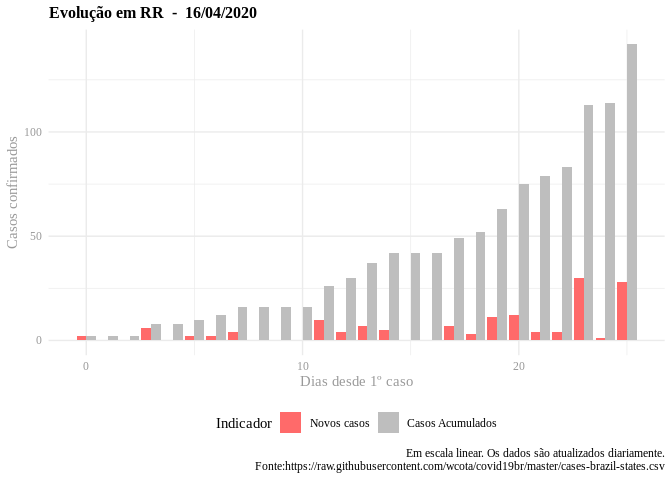 Evolução em RR  -  16/04/2020
Casos confirmados
100
50
0
0
10
20
Dias desde 1º caso
Indicador
Novos casos
Casos Acumulados
Em escala linear. Os dados são atualizados diariamente.
Fonte:https://raw.githubusercontent.com/wcota/covid19br/master/cases-brazil-states.csv